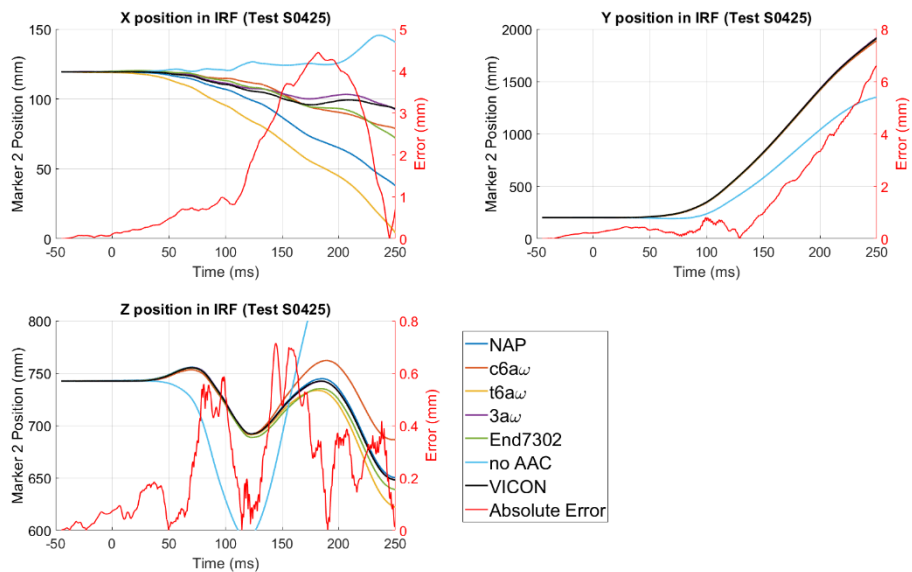 X position in IRF (Test S0425)
Marker 2 Position (mm)
150
100
50
0
-50 0 50 100 150 200 250
Time (ms)
5
4
3
2
1
0
Error (mm)
Y position in IRF (Test S0425)
Marker 2 Position (mm)
2000
1500
1000
500
0
-50 0 50 100 150 200 250
Time (ms)
8
6
4
2
0
Error (mm)
Z position in IRF (Test S0425)
Marker 2 Position (mm)
800
750
700
650
600
-50 0 50 100 150 200 250
Time (ms)
0.8
0.6
0.4
0.2
0
Error (mm)
NAP
c6aω
t6aω
3aω
End7302
no AAC
VICON
Absolute Error